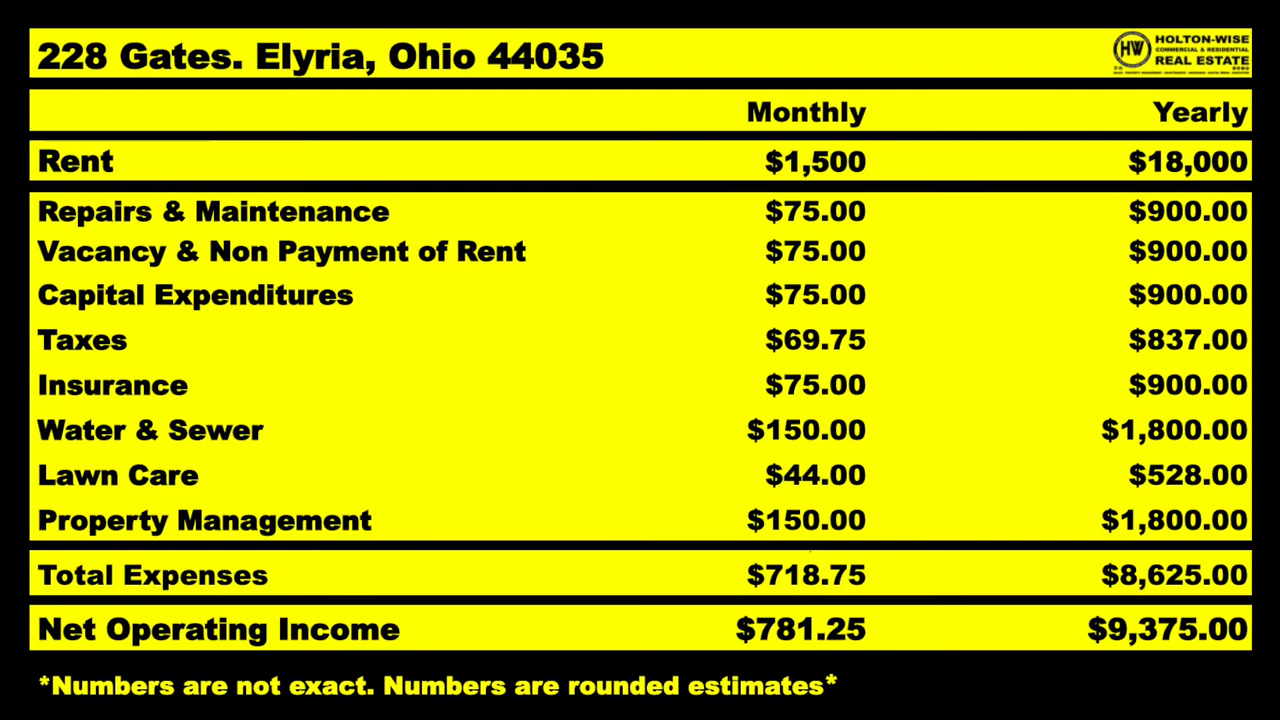 228 Gates. Elyria, Ohio 44035
HOLTON-WISE
COMMERCIAL & RESIDENTIAL
REAL ESTATE
HW
Monthly Yearly
Rent $1,500 $18,000
Repairs & Maintenance $75.00 $900.00
Vacancy & Non Payment of Rent $75.00 $900.00
Capital Expenditures $75.00 $900.00
Taxes $69.75 $837.00
Insurance $75.00 $900.00
Water & Sewer $150.00 $1,800.00
Lawn Care $44.00 $528.00
Property Management $150.00 $1,800.00
Total Expenses $718.75 $8,625.00
Net Operating Income $781.25 $9,375.00
*Numbers are not exact. Numbers are rounded estimates*